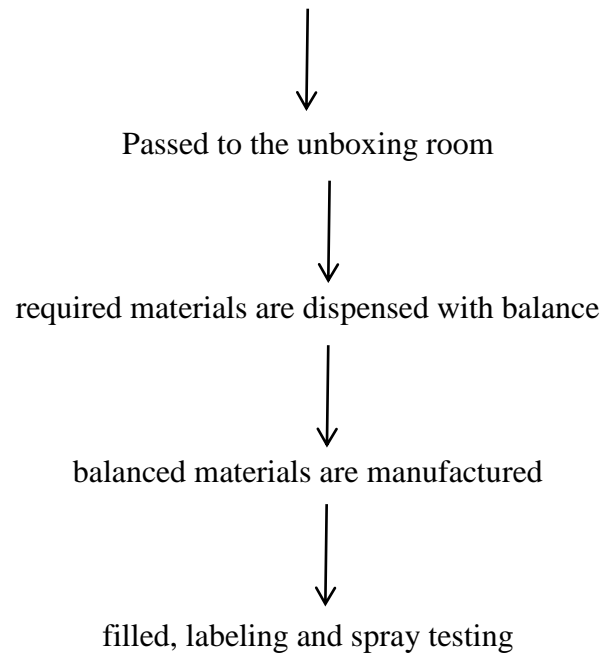 Passed to the unboxing room
required materials are dispensed with balance
balanced materials are manufactured
filled, labeling and spray testing